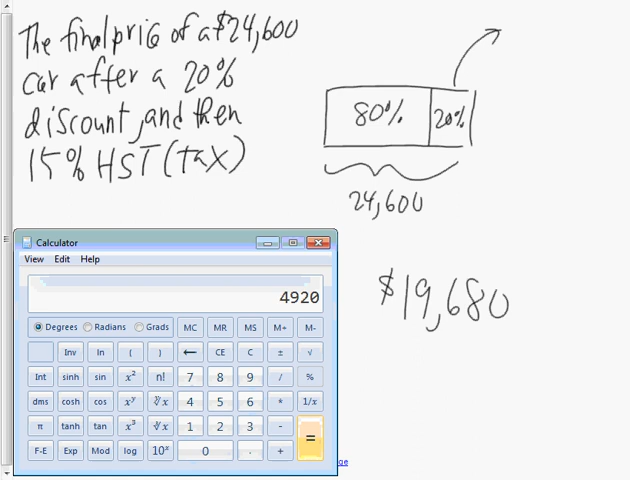 The final price of a $24,600
car after a 20%
discount, and then
15% HST (tax)
80% 20%
24,600
$19,680
Calculator
View Edit Help
4920
Degrees Radians Grads MC MR MS M+ M-
Inv ln ( ) ← CE C ± √
Int sinh sin x² n! 7 8 9 / %
dms cosh cos xʸ ʸ√x 4 5 6 * 1/x
π tanh tan x³ ³√x 1 2 3 - =
F-E Exp Mod log 10ˣ 0 . +